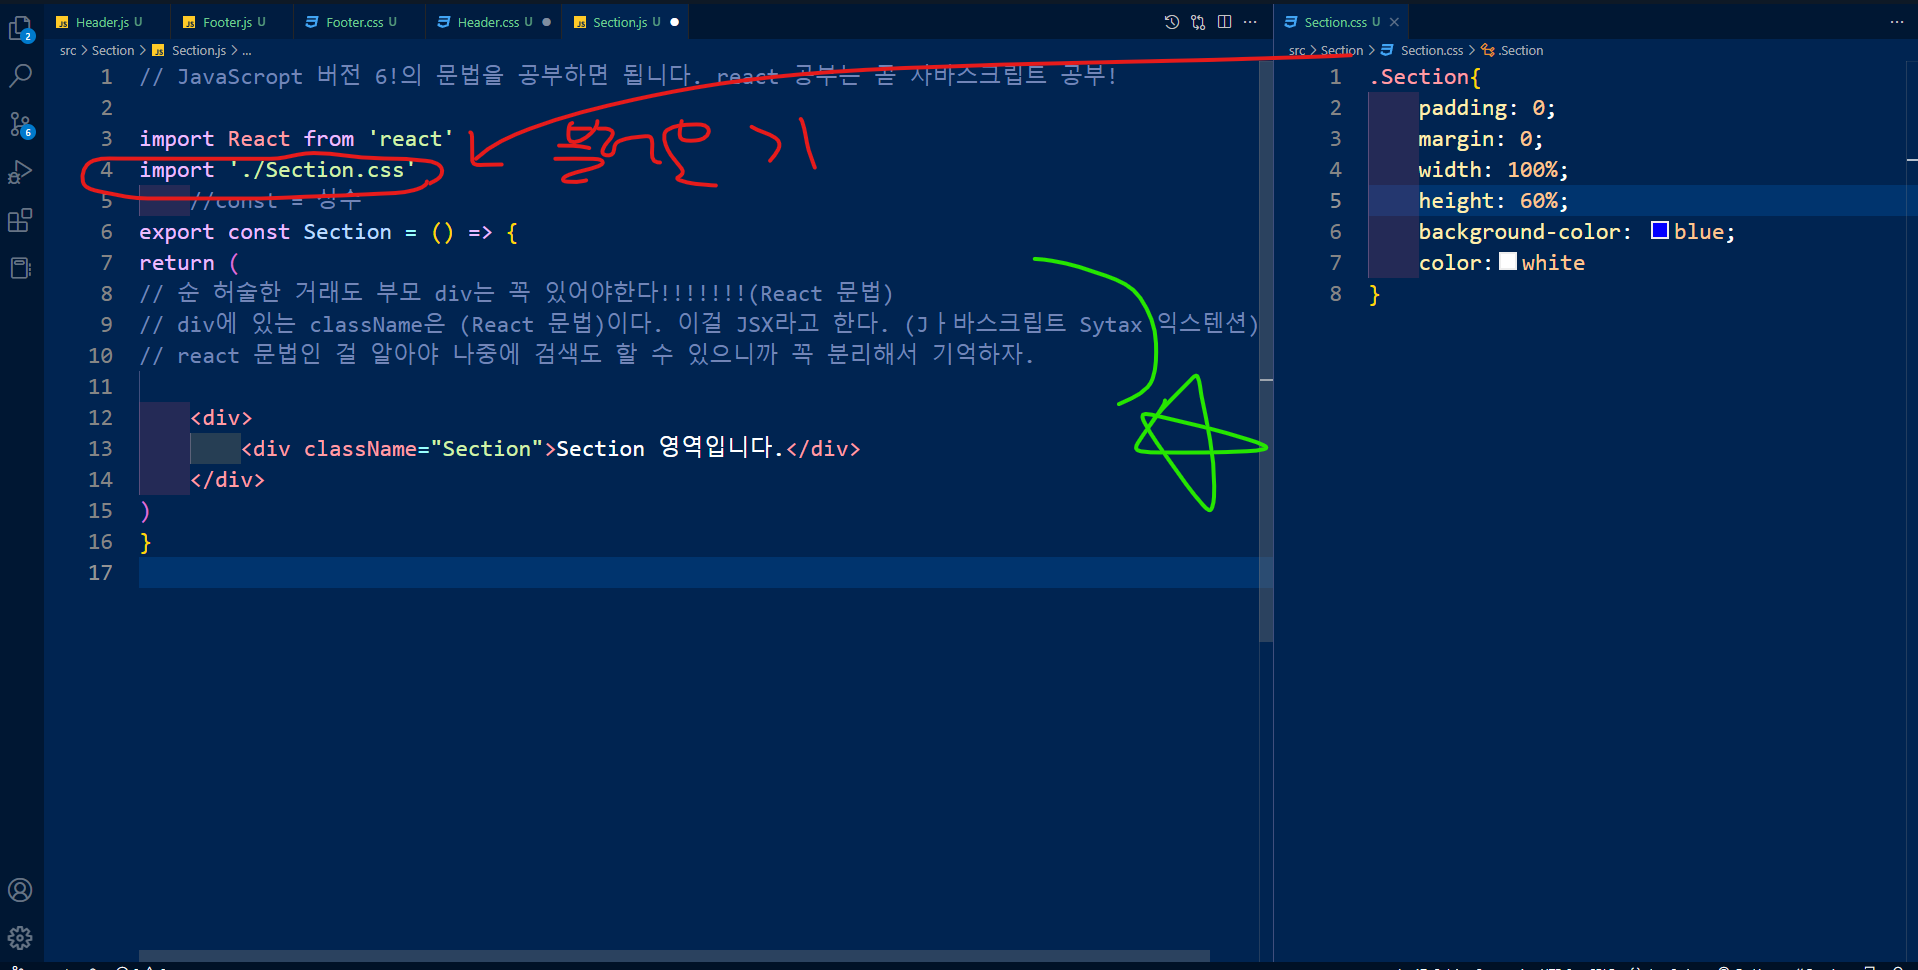 Header.js U
Footer.js U
Footer.css U
Header.css U
Section.js U
src > Section > Section.js > ...
1 // JavaScropt 버전 6!의 문법을 공부하면 됩니다. react 공부는 곧 자바스크립트 공부!
2
3 import React from 'react'
4 import './Section.css'
5 //const = 상수
6 export const Section = () => {
7 return (
8 // 순 허술한 거래도 부모 div는 꼭 있어야한다!!!!!!!(React 문법)
9 // div에 있는 className은 (React 문법)이다. 이걸 JSX라고 한다. (Jㅏ바스크립트 Sytax 익스텐션)
10 // react 문법인 걸 알아야 나중에 검색도 할 수 있으니까 꼭 분리해서 기억하자.
11
12 <div>
13 <div className="Section">Section 영역입니다.</div>
14 </div>
15 )
16 }
17
Section.css U
src > Section > Section.css > .Section
1 .Section{
2 padding: 0;
3 margin: 0;
4 width: 100%;
5 height: 60%;
6 background-color: blue;
7 color: white
8 }
2
6